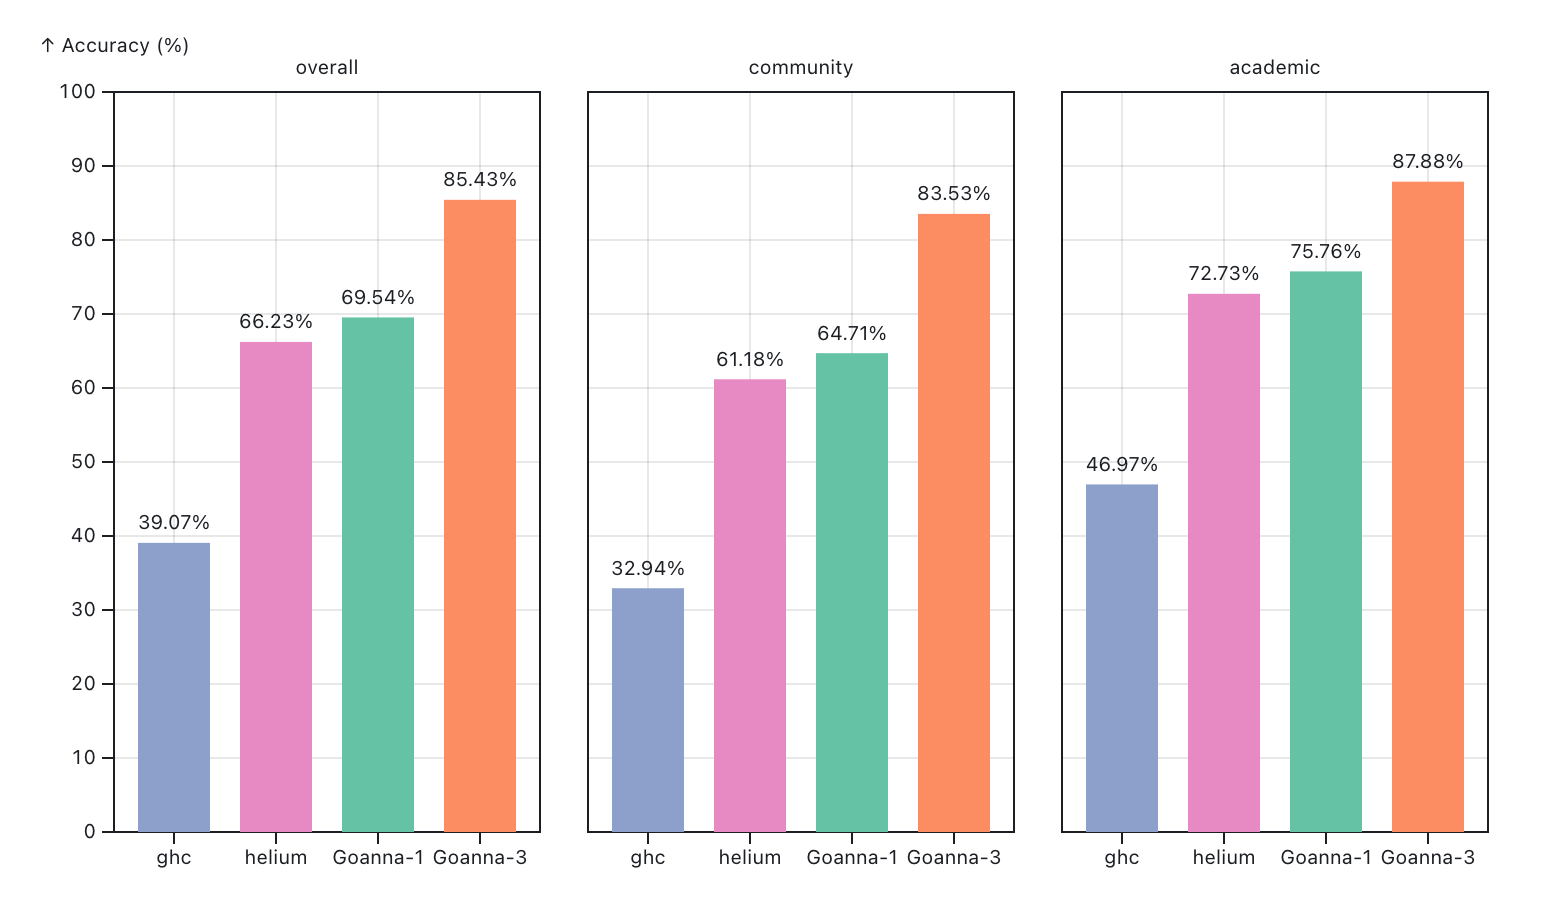 ↑ Accuracy (%)
overall
community
academic
100
90
80
70
60
50
40
30
20
10
0
39.07%
66.23%
69.54%
85.43%
ghc
helium
Goanna-1
Goanna-3
32.94%
61.18%
64.71%
83.53%
ghc
helium
Goanna-1
Goanna-3
46.97%
72.73%
75.76%
87.88%
ghc
helium
Goanna-1
Goanna-3